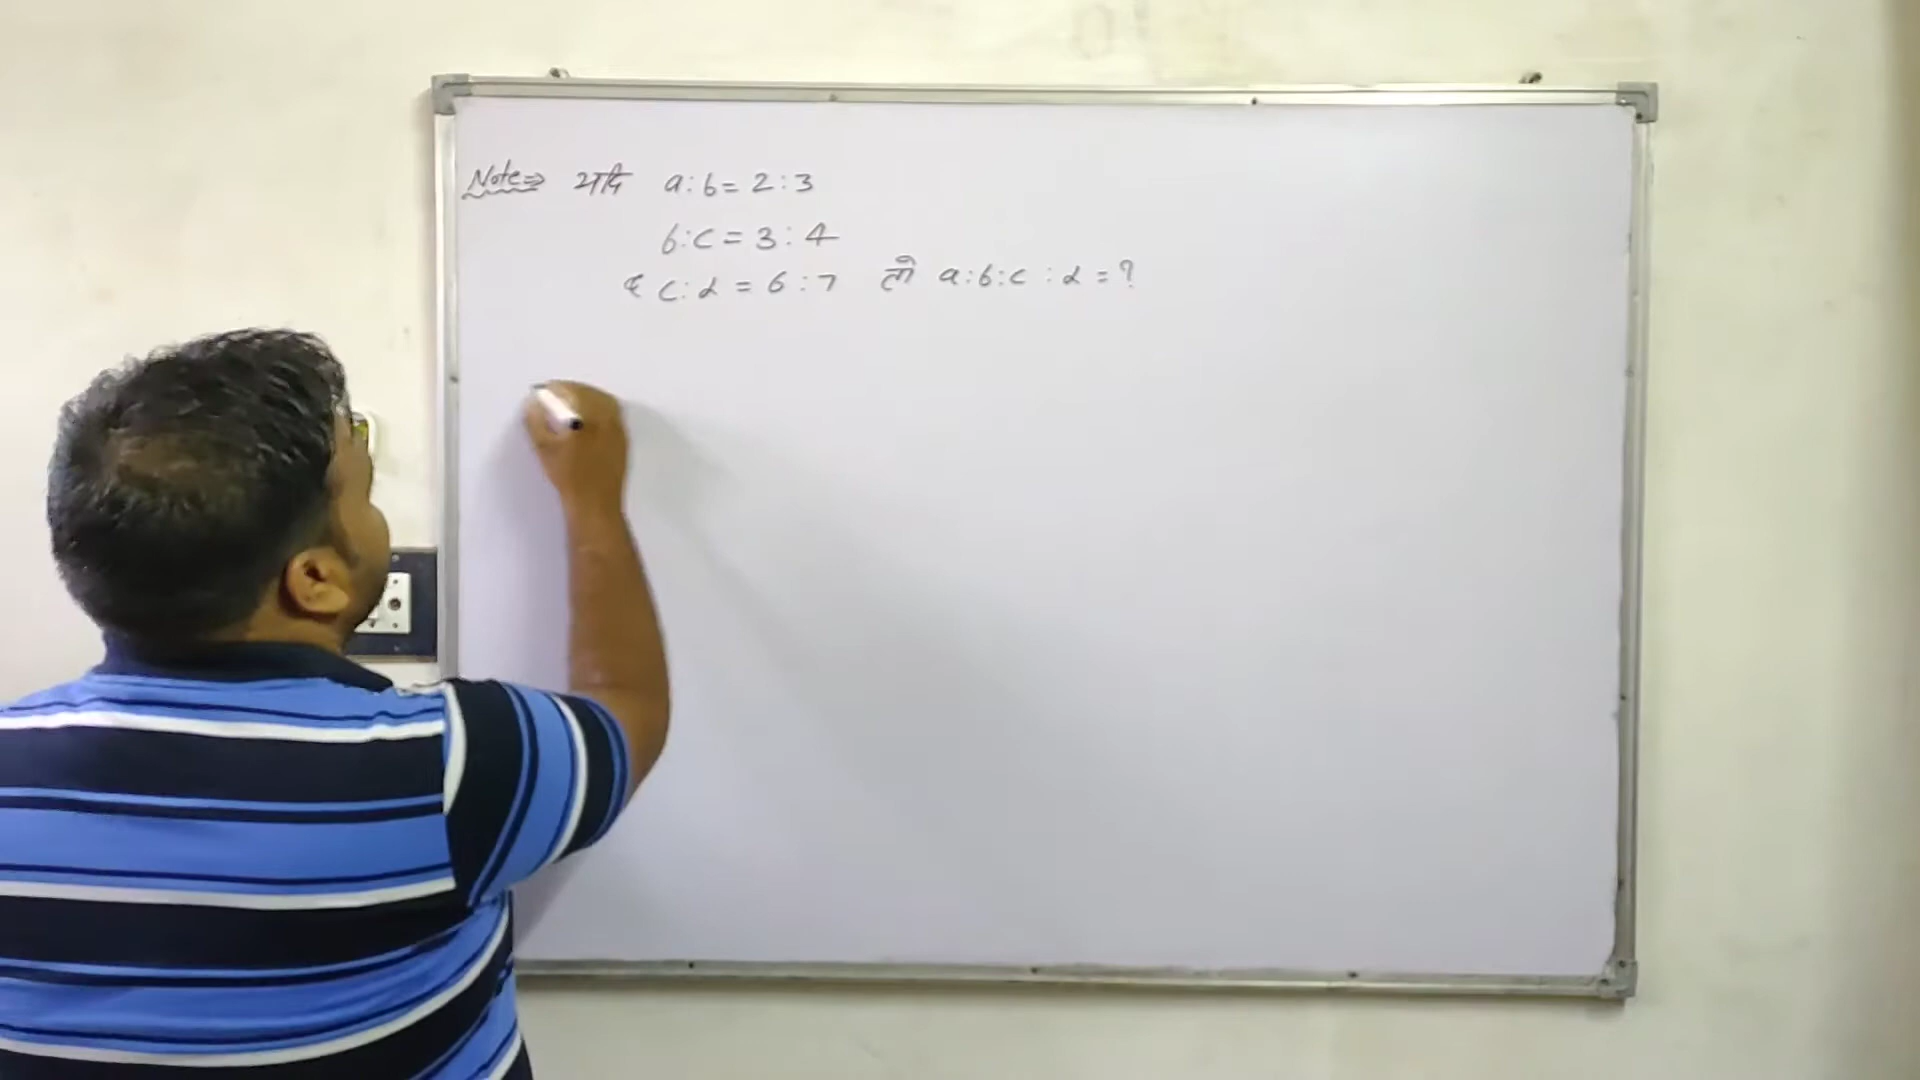 Note⇒ यदि a:b = 2:3
b:c = 3:4
& c:d = 6:7 तो a:b:c:d = ?